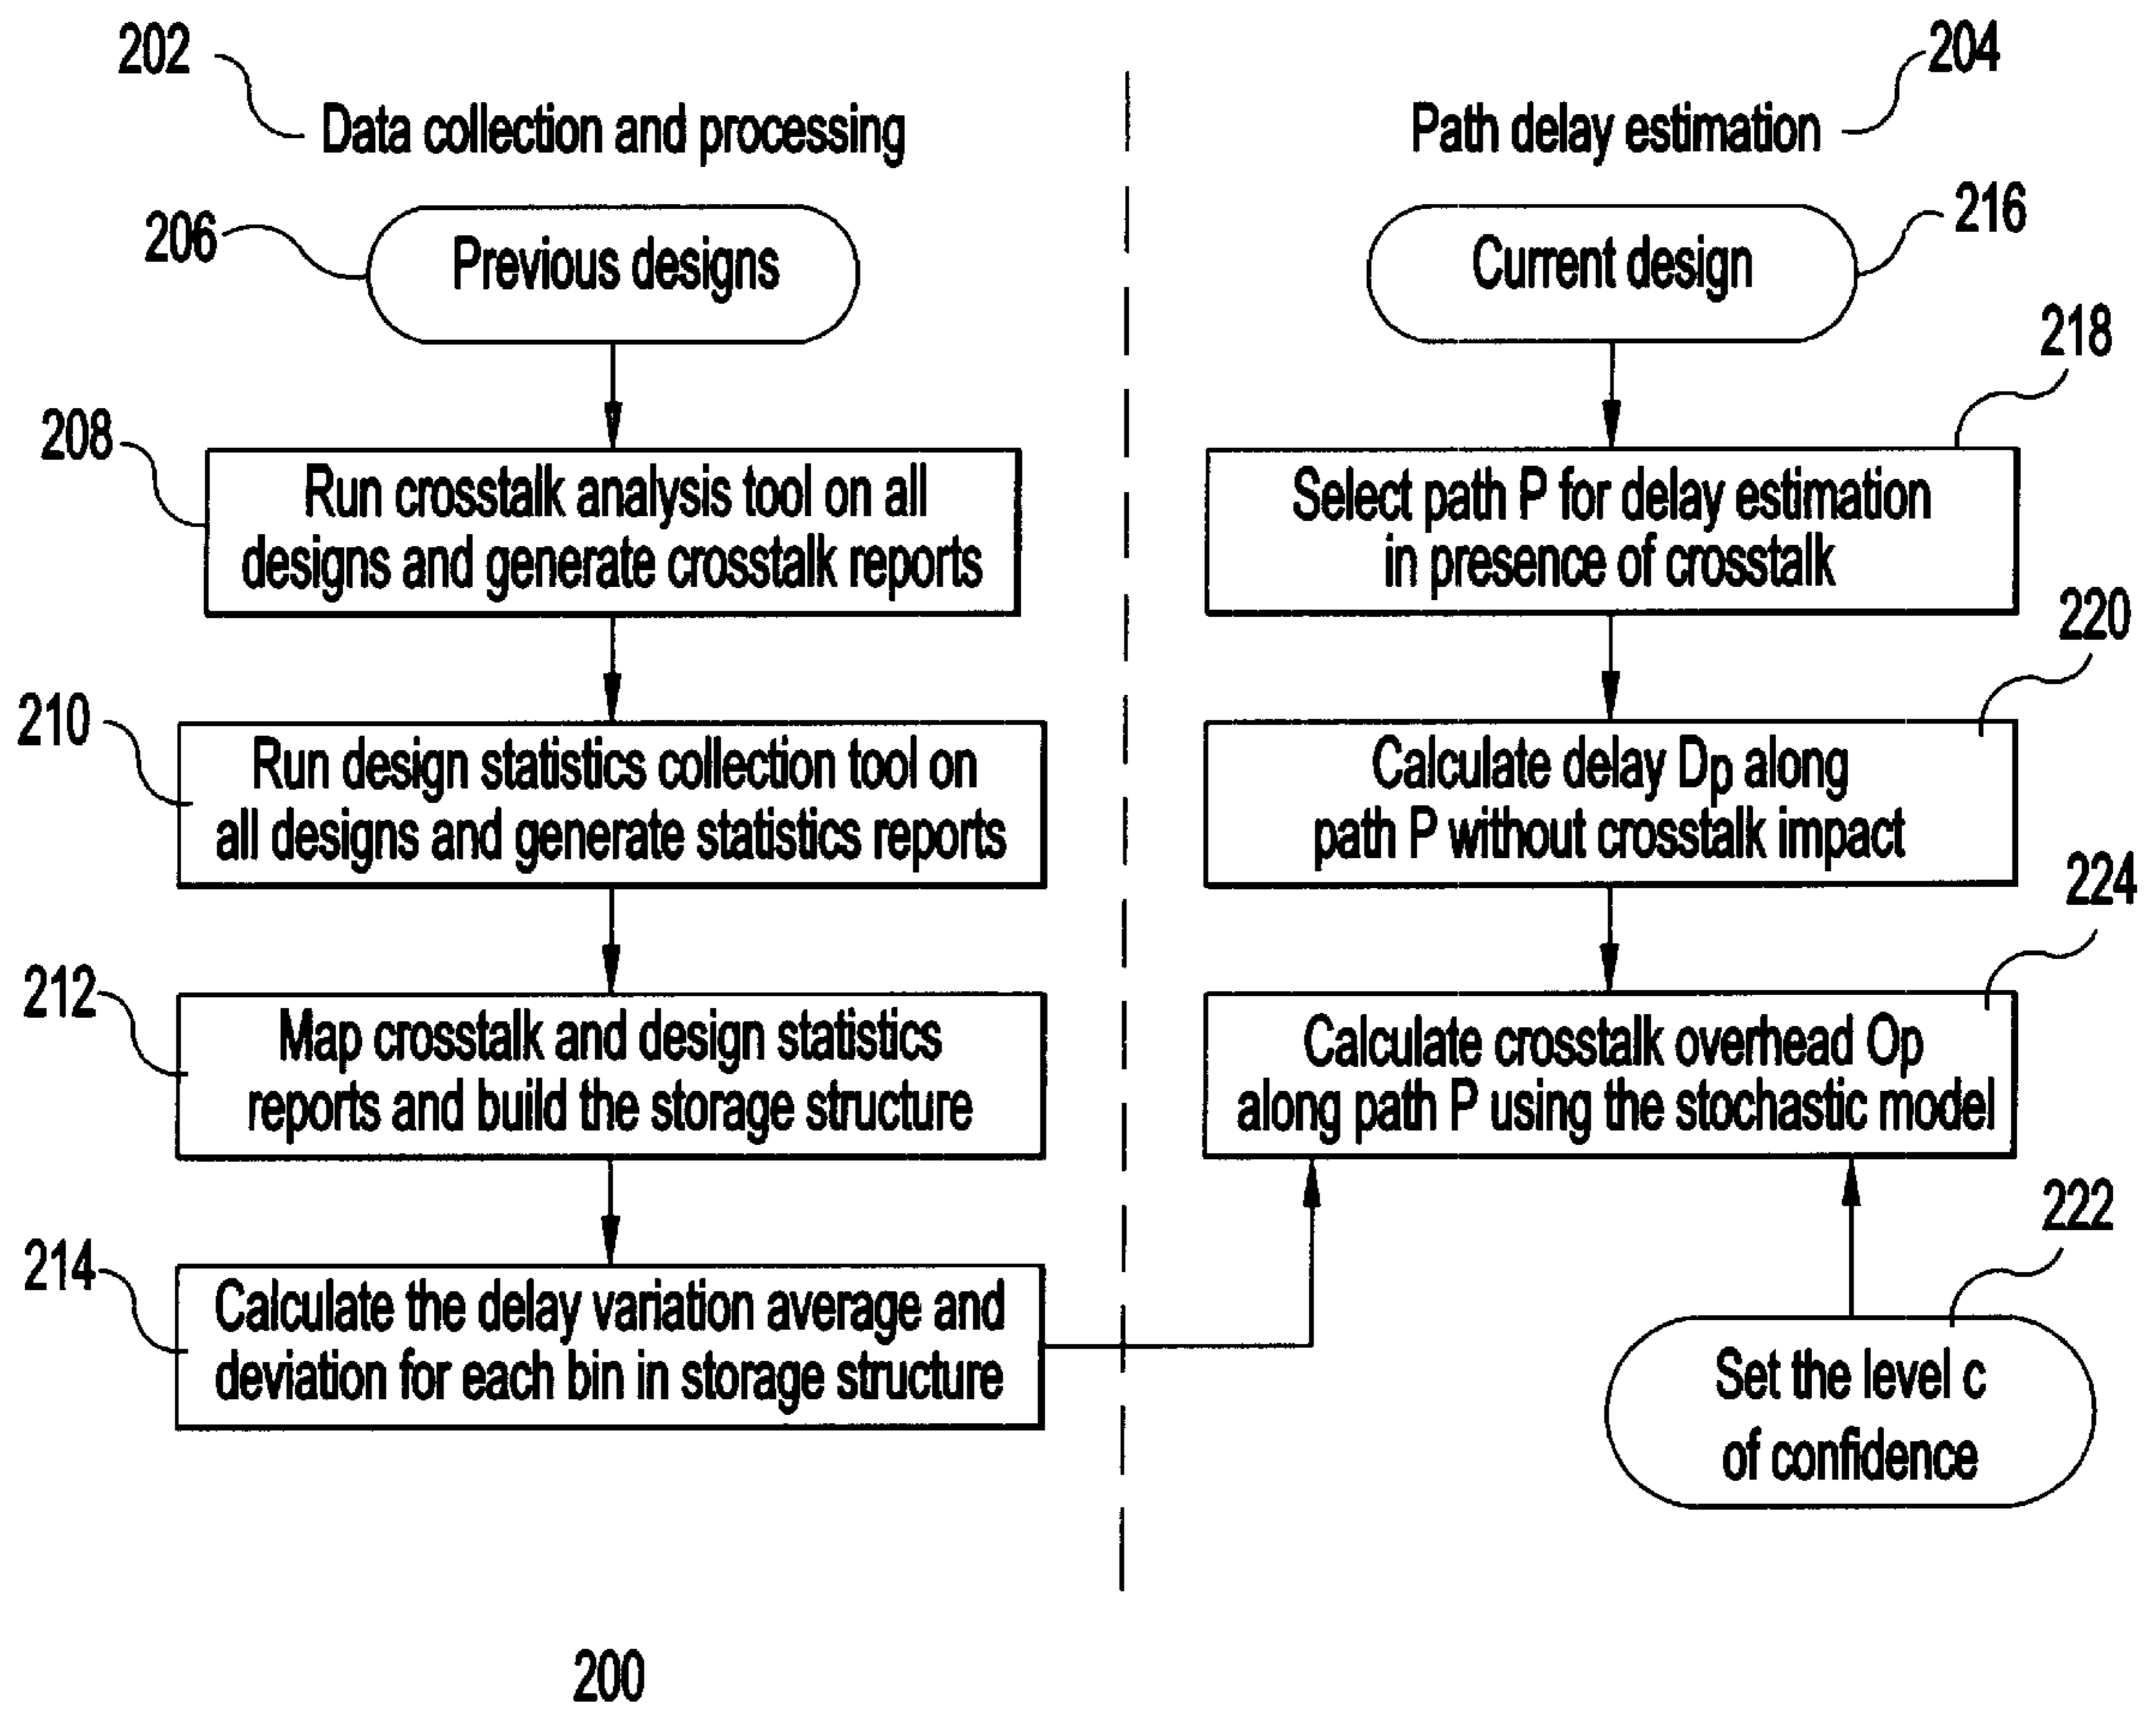 202
Data collection and processing
206
Previous designs
208
Run crosstalk analysis tool on all
designs and generate crosstalk reports
210
Run design statistics collection tool on
all designs and generate statistics reports
212
Map crosstalk and design statistics
reports and build the storage structure
214
Calculate the delay variation average and
deviation for each bin in storage structure
204
Path delay estimation
216
Current design
218
Select path P for delay estimation
in presence of crosstalk
220
Calculate delay Dp along
path P without crosstalk impact
224
Calculate crosstalk overhead Op
along path P using the stochastic model
222
Set the level c
of confidence
200